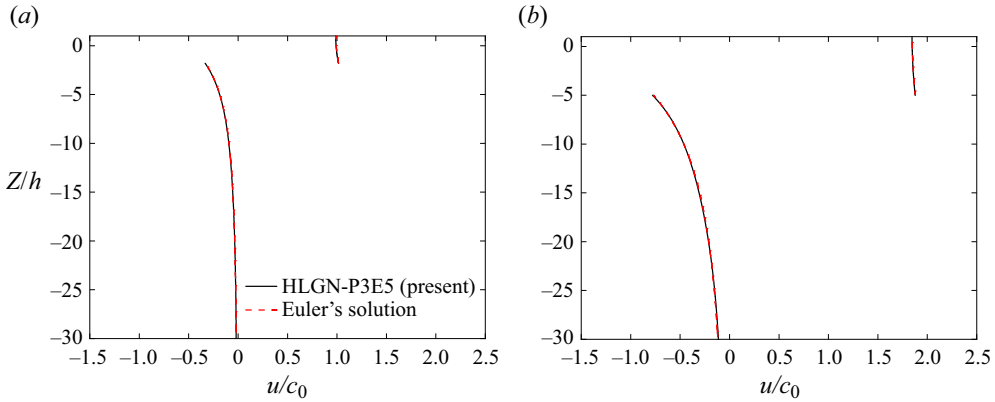 (a)
(b)
0
–5
–10
–15
–20
–25
–30
Z/h
HLGN-P3E5 (present)
Euler's solution
–1.5 –1.0 –0.5 0 0.5 1.0 1.5 2.0 2.5
u/c0
0
–5
–10
–15
–20
–25
–30
–1.5 –1.0 –0.5 0 0.5 1.0 1.5 2.0 2.5
u/c0